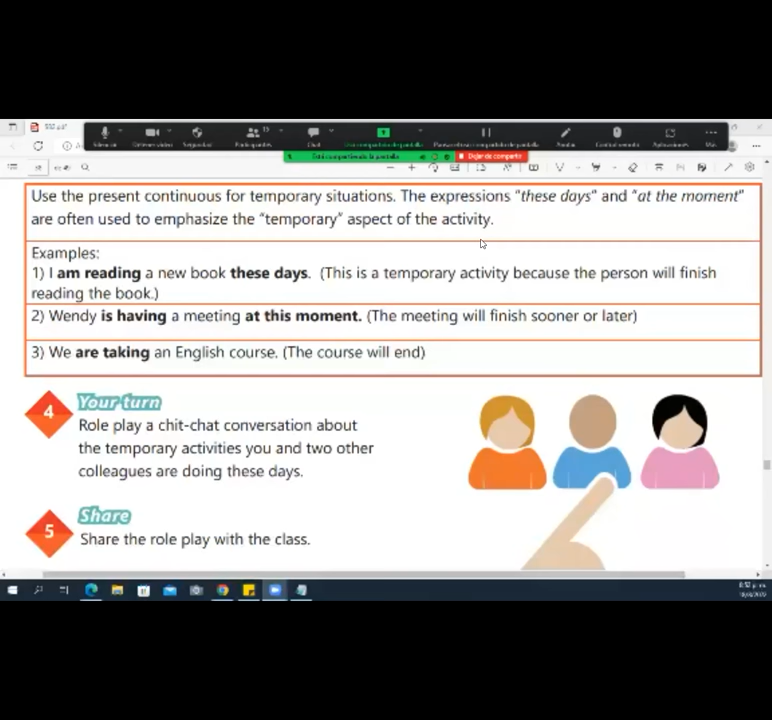 Participantes
Chat
Dejar de compartir
Use the present continuous for temporary situations. The expressions "these days" and "at the moment"
are often used to emphasize the "temporary" aspect of the activity.
Examples:
1) I am reading a new book these days. (This is a temporary activity because the person will finish
reading the book.)
2) Wendy is having a meeting at this moment. (The meeting will finish sooner or later)
3) We are taking an English course. (The course will end)
4
Your turn
Role play a chit-chat conversation about
the temporary activities you and two other
colleagues are doing these days.
5
Share
Share the role play with the class.